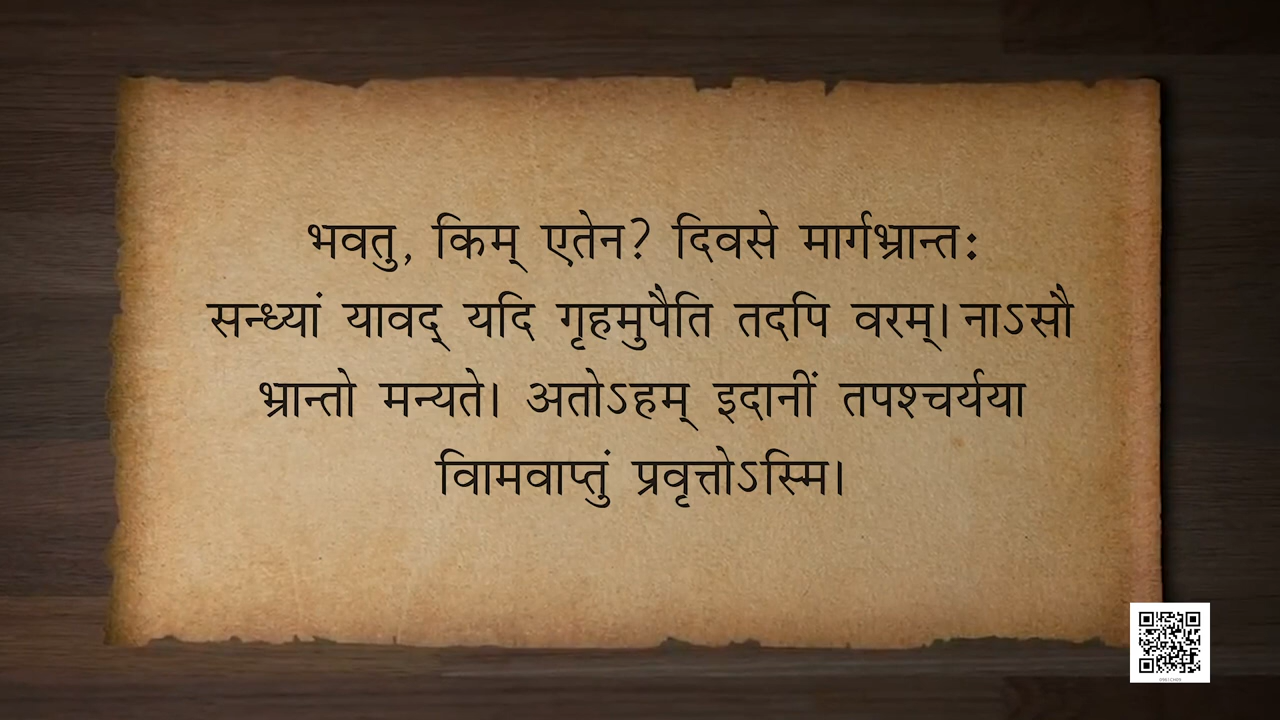 भवतु, किम् एतेन? दिवसे मार्गभ्रान्तः
सन्ध्यां यावद् यदि गृहमुपैति तदपि वरम्। नाऽसौ
भ्रान्तो मन्यते। अतोऽहम् इदानीं तपश्चर्यया
विामवाप्तुं प्रवृत्तोऽस्मि।